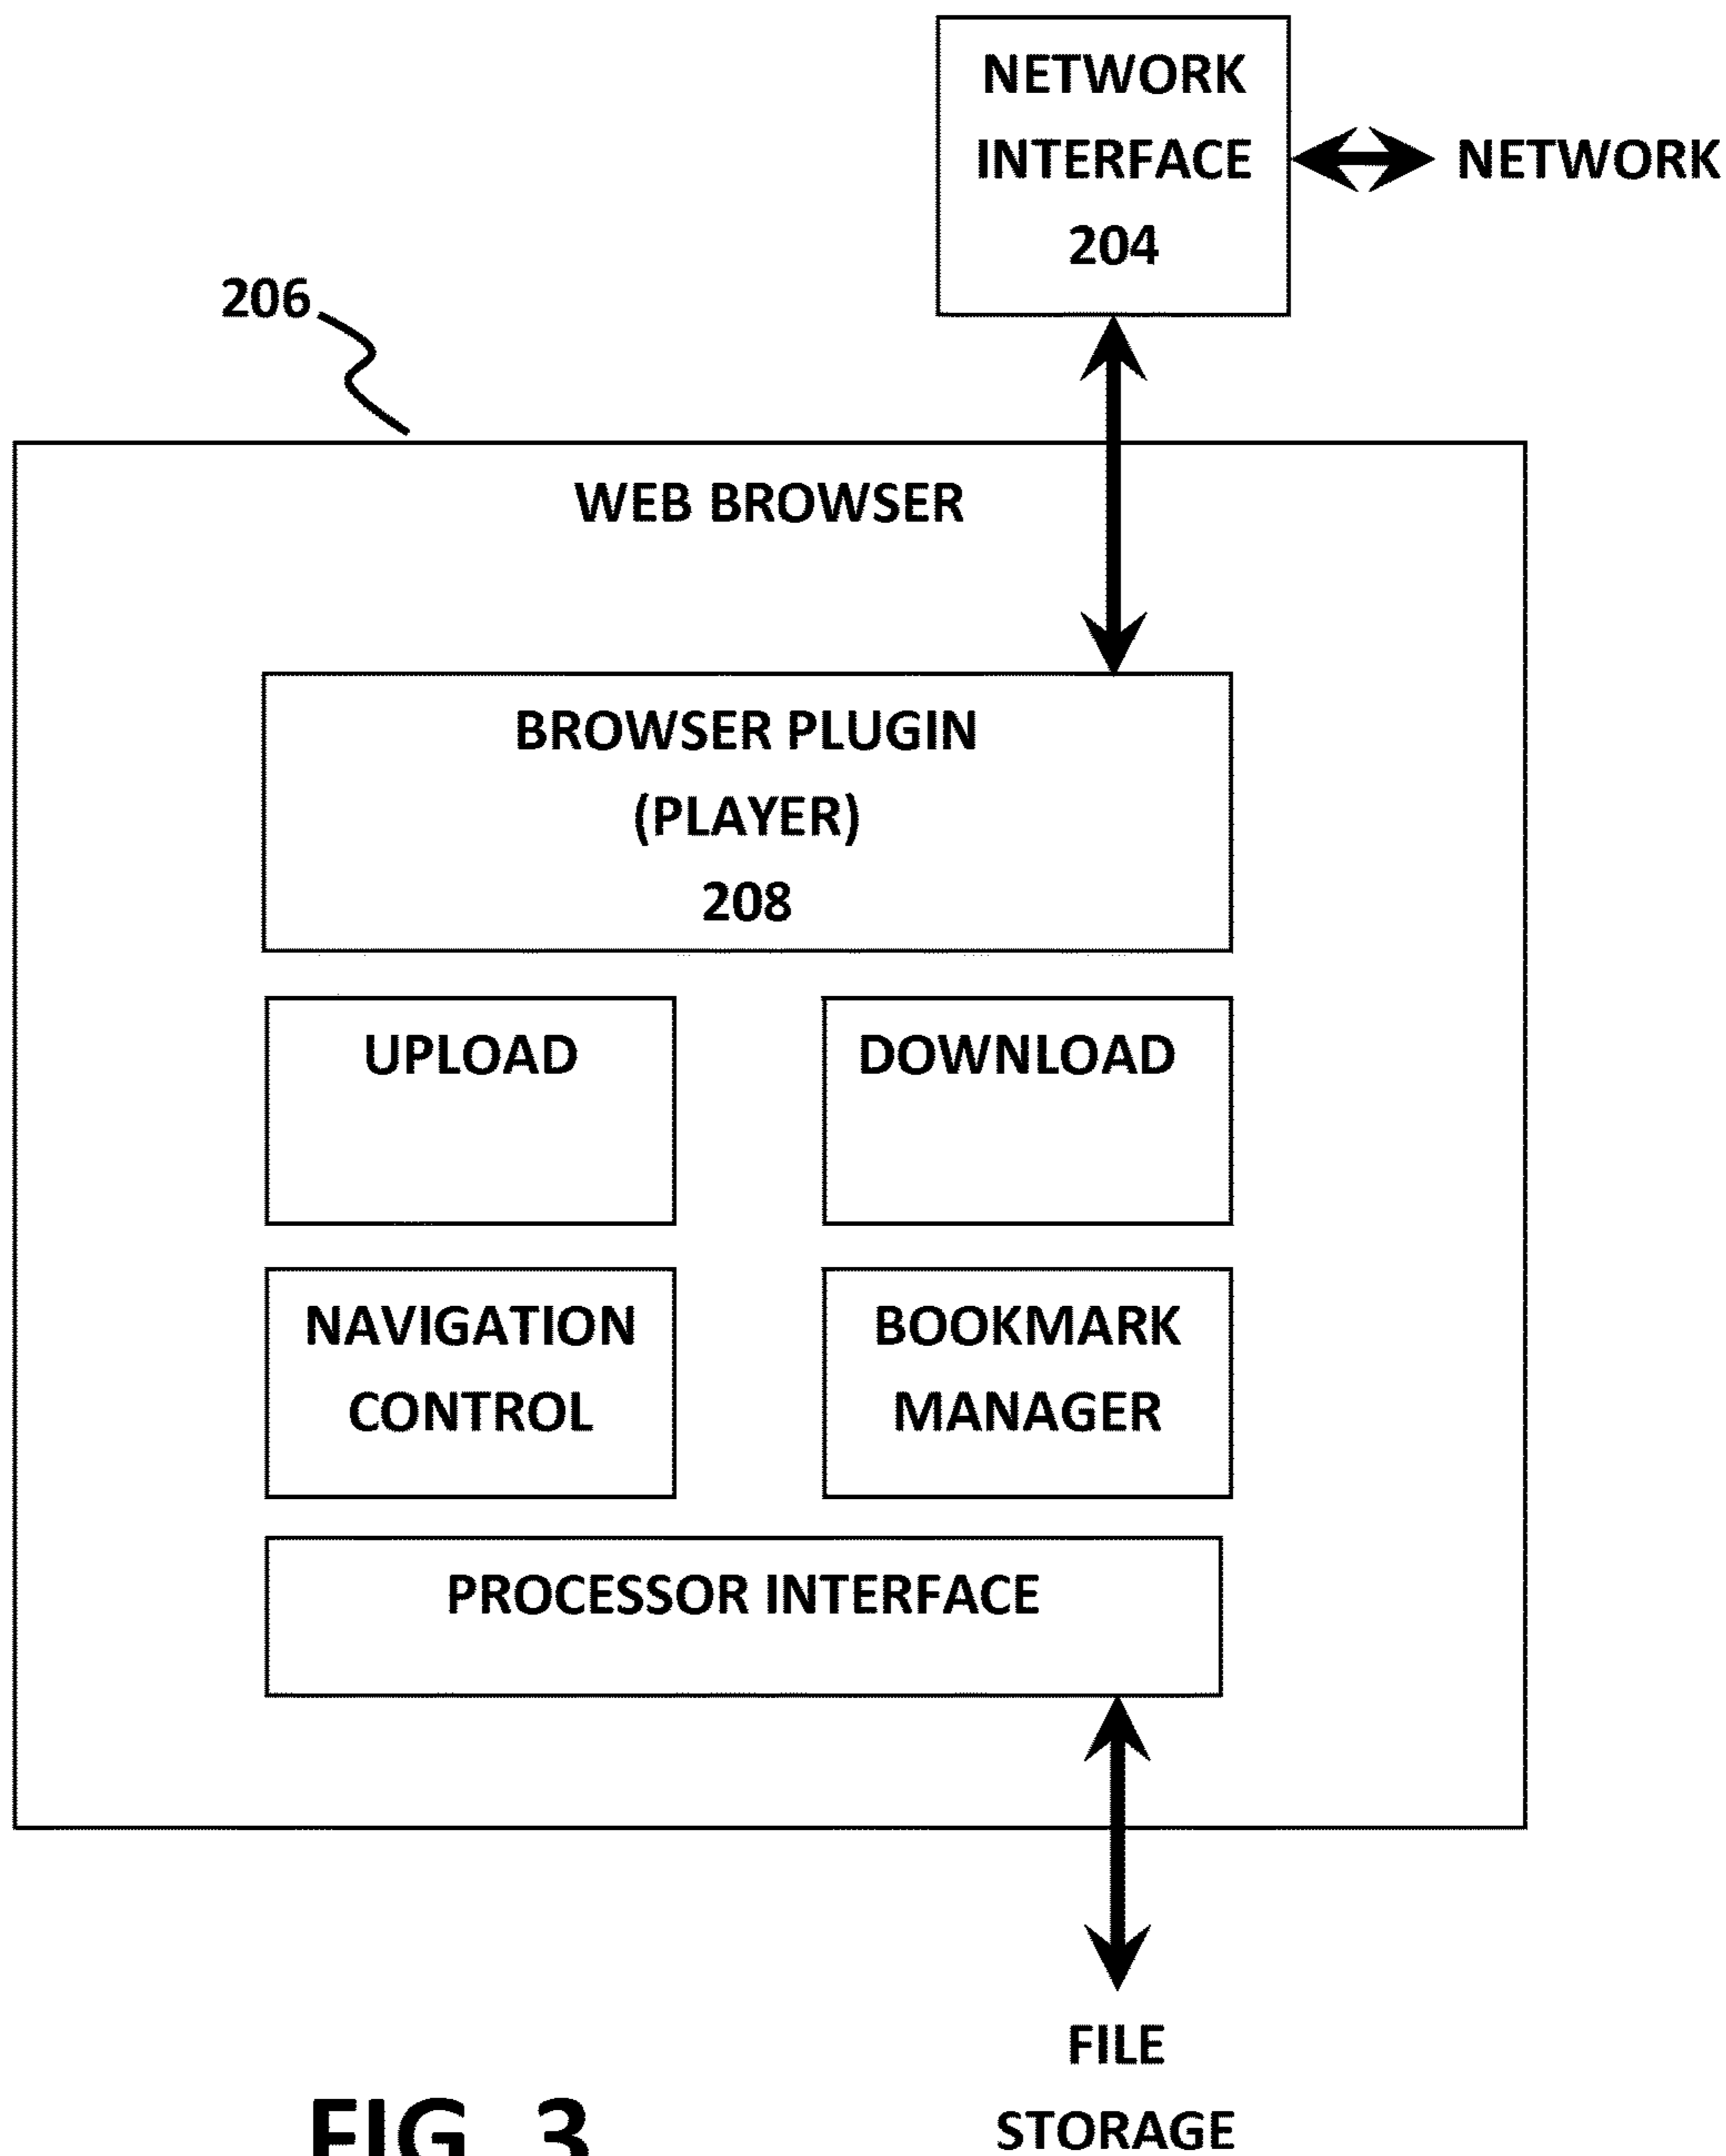 NETWORK
INTERFACE
204
NETWORK
206
WEB BROWSER
BROWSER PLUGIN
(PLAYER)
208
UPLOAD
DOWNLOAD
NAVIGATION
CONTROL
BOOKMARK
MANAGER
PROCESSOR INTERFACE
FILE
STORAGE
FIG. 3